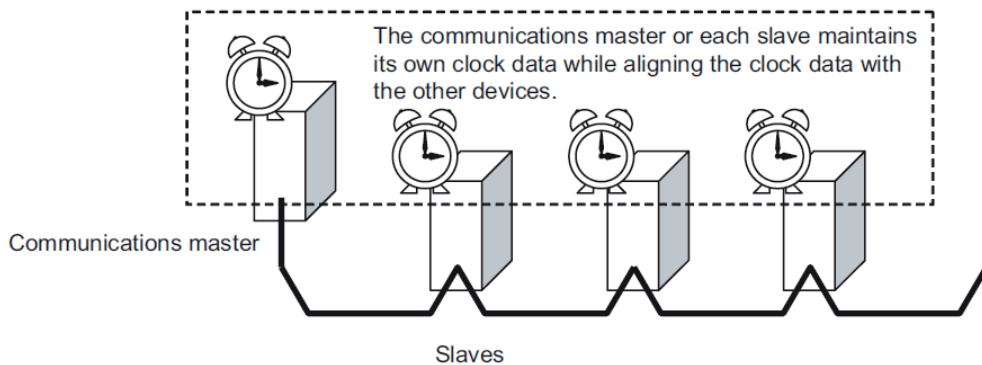 The communications master or each slave maintains
its own clock data while aligning the clock data with
the other devices.
Communications master
Slaves